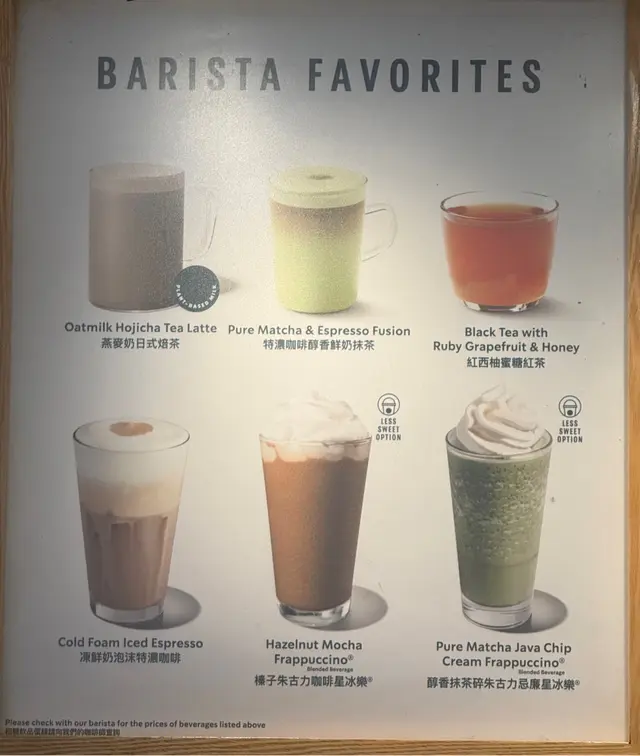 BARISTA FAVORITES
PLANT-BASED MILK
Oatmilk Hojicha Tea Latte
燕麥奶日式焙茶
Pure Matcha & Espresso Fusion
特濃咖啡醇香鮮奶抹茶
Black Tea with
Ruby Grapefruit & Honey
紅西柚蜜糖紅茶
LESS
SWEET
OPTION
LESS
SWEET
OPTION
Cold Foam Iced Espresso
凍鮮奶泡沫特濃咖啡
Hazelnut Mocha
Frappuccino®
Blended Beverage
榛子朱古力咖啡星冰樂®
Pure Matcha Java Chip
Cream Frappuccino®
Blended Beverage
醇香抹茶碎朱古力忌廉星冰樂®
Please check with our barista for the prices of beverages listed above